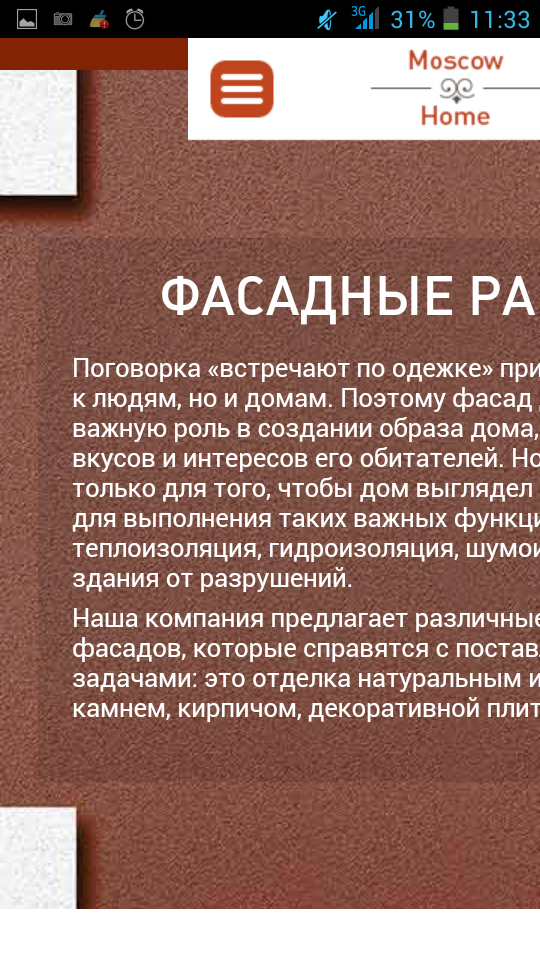 3G 31% 11:33
Moscow
Home
ФАСАДНЫЕ РА
Поговорка «встречают по одежке» при
к людям, но и домам. Поэтому фасад
важную роль в создании образа дома,
вкусов и интересов его обитателей. Но
только для того, чтобы дом выглядел
для выполнения таких важных функци
теплоизоляция, гидроизоляция, шумои
здания от разрушений.
Наша компания предлагает различные
фасадов, которые справятся с постав
задачами: это отделка натуральным и
камнем, кирпичом, декоративной плит